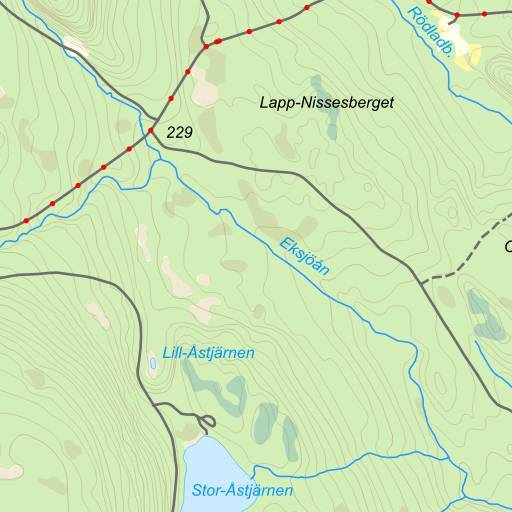 Rödladb.
Lapp-Nissesberget
229
Eksjöån
Lill-Åstjärnen
Stor-Åstjärnen